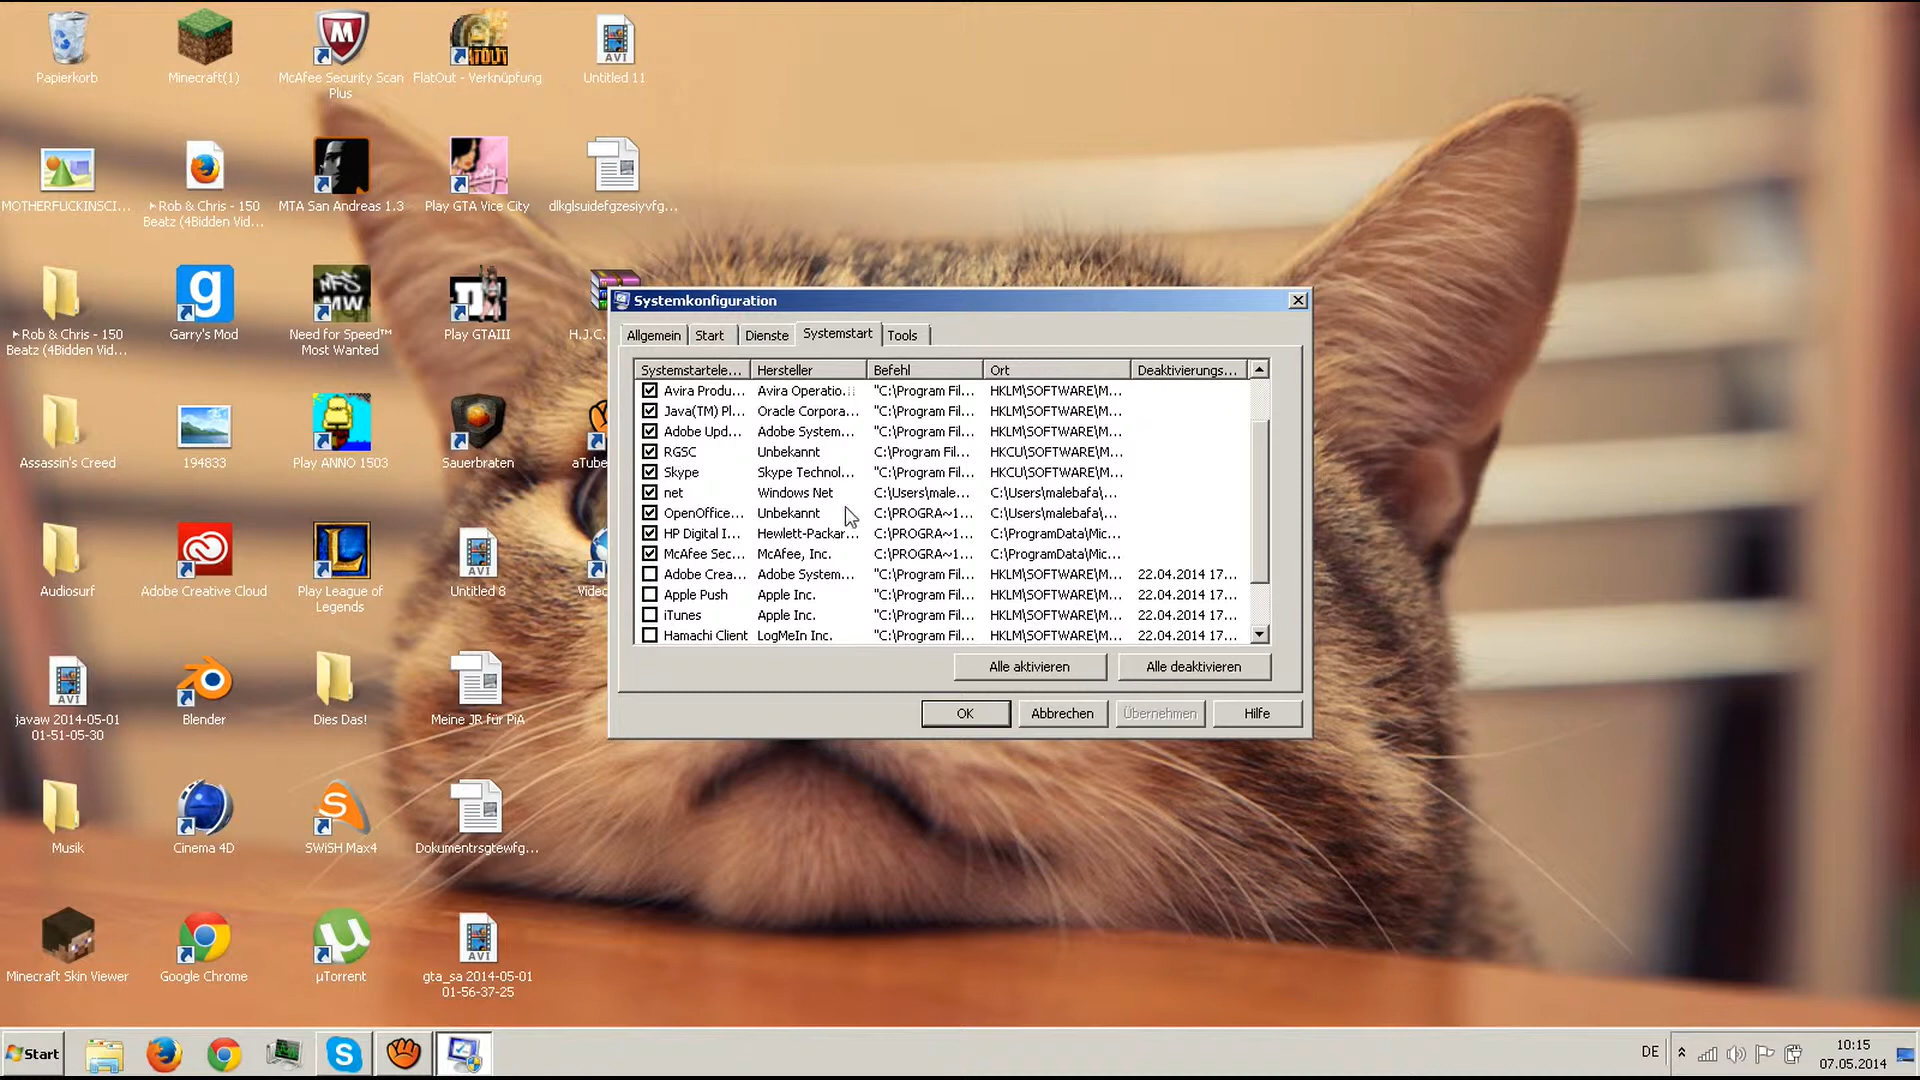 Papierkorb
Minecraft(1)
McAfee Security Scan
Plus
FlatOut - Verknüpfung
AVI
Untitled 11
MOTHERFUCKINSCI...
Rob & Chris - 150
Beatz (4Bidden Vid...
MTA San Andreas 1.3
Play GTA Vice City
dlkglsuidefgzesiyvfg...
Rob & Chris - 150
Beatz (4Bidden Vid...
Garry's Mod
Need for Speed™
Most Wanted
Play GTAIII
H.J.C.
Assassin's Creed
194833
Play ANNO 1503
Sauerbraten
aTube
Audiosurf
Adobe Creative Cloud
Play League of
Legends
AVI
Untitled 8
Video
AVI
javaw 2014-05-01
01-51-05-30
Blender
Dies Das!
Meine JR für PiA
Musik
Cinema 4D
SWiSH Max4
Dokumentrsgtewfg...
Minecraft Skin Viewer
Google Chrome
µTorrent
AVI
gta_sa 2014-05-01
01-56-37-25
Systemkonfiguration
Allgemein Start Dienste Systemstart Tools
Systemstartele... Hersteller Befehl Ort Deaktivierungs...
Avira Produ... Avira Operatio... "C:\Program Fil... HKLM\SOFTWARE\M...
Java(TM) Pl... Oracle Corpora... "C:\Program Fil... HKLM\SOFTWARE\M...
Adobe Upd... Adobe System... "C:\Program Fil... HKLM\SOFTWARE\M...
RGSC Unbekannt C:\Program Fil... HKCU\SOFTWARE\M...
Skype Skype Technol... "C:\Program Fil... HKCU\SOFTWARE\M...
net Windows Net C:\Users\male... C:\Users\malebafa\...
OpenOffice... Unbekannt C:\PROGRA~1... C:\Users\malebafa\...
HP Digital I... Hewlett-Packar... C:\PROGRA~1... C:\ProgramData\Mic...
McAfee Sec... McAfee, Inc. C:\PROGRA~1... C:\ProgramData\Mic...
Adobe Crea... Adobe System... "C:\Program Fil... HKLM\SOFTWARE\M... 22.04.2014 17...
Apple Push Apple Inc. "C:\Program Fil... HKLM\SOFTWARE\M... 22.04.2014 17...
iTunes Apple Inc. "C:\Program Fil... HKLM\SOFTWARE\M... 22.04.2014 17...
Hamachi Client LogMeIn Inc. "C:\Program Fil... HKLM\SOFTWARE\M... 22.04.2014 17...
Alle aktivieren Alle deaktivieren
OK Abbrechen Übernehmen Hilfe
Start
DE
10:15
07.05.2014